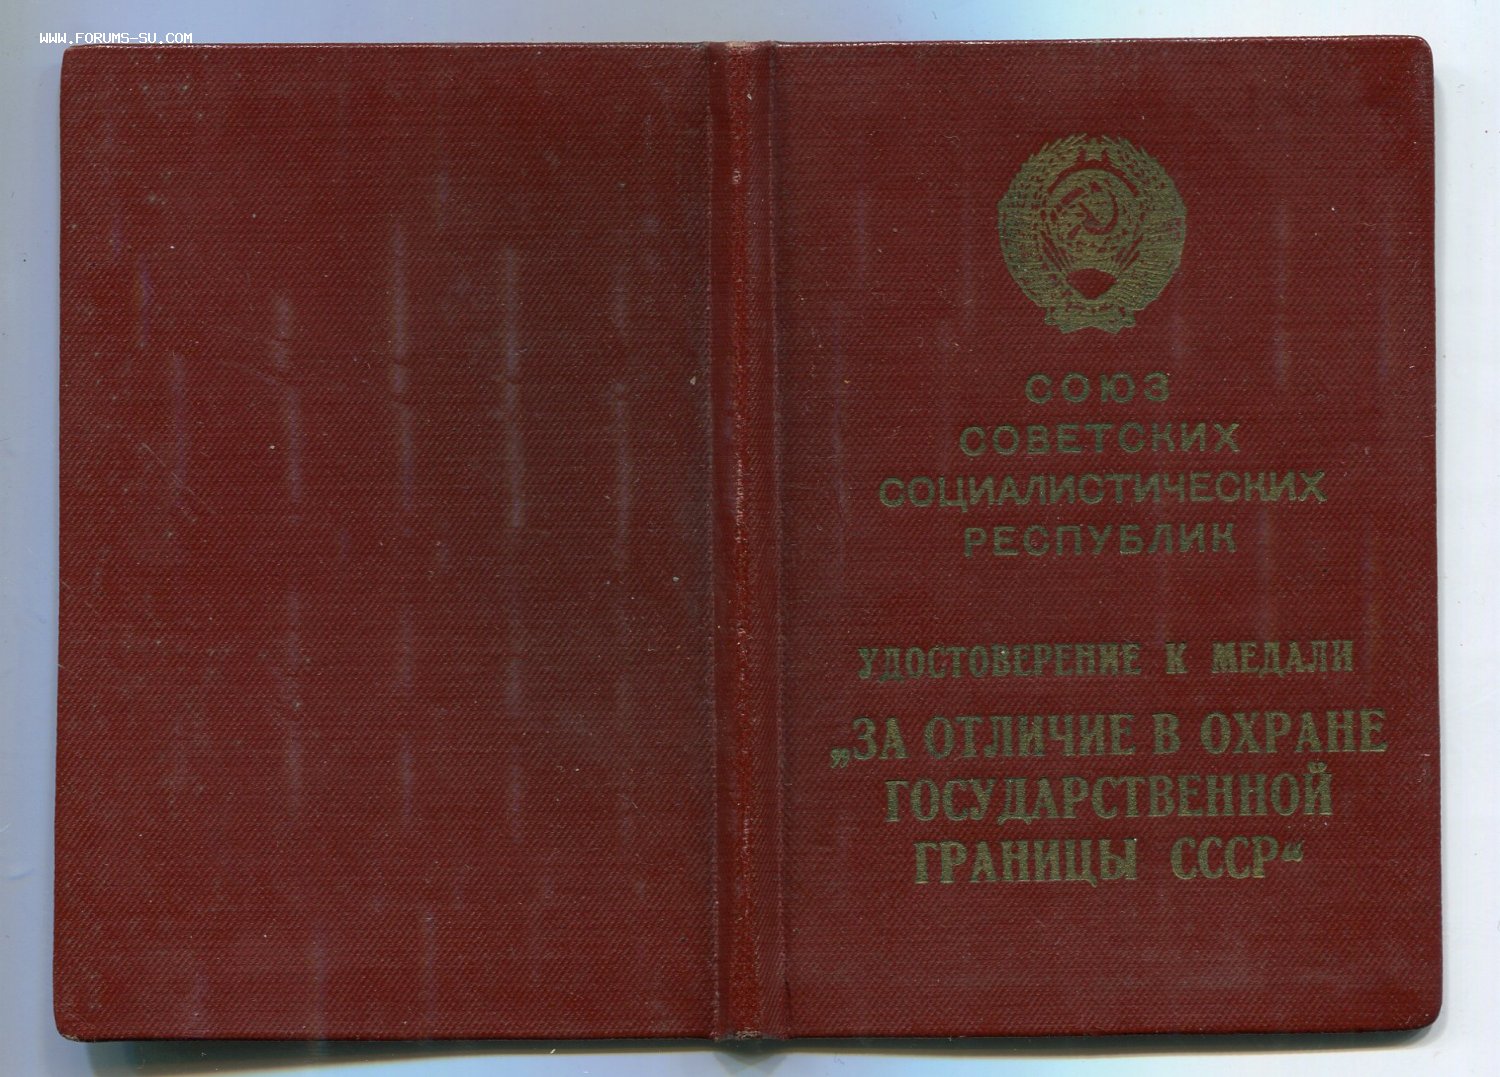 WWW.FORUMS-SU.COM
СОЮЗ
СОВЕТСКИХ
СОЦИАЛИСТИЧЕСКИХ
РЕСПУБЛИК
УДОСТОВЕРЕНИЕ К МЕДАЛИ
„ЗА ОТЛИЧИЕ В ОХРАНЕ
ГОСУДАРСТВЕННОЙ
ГРАНИЦЫ СССР“